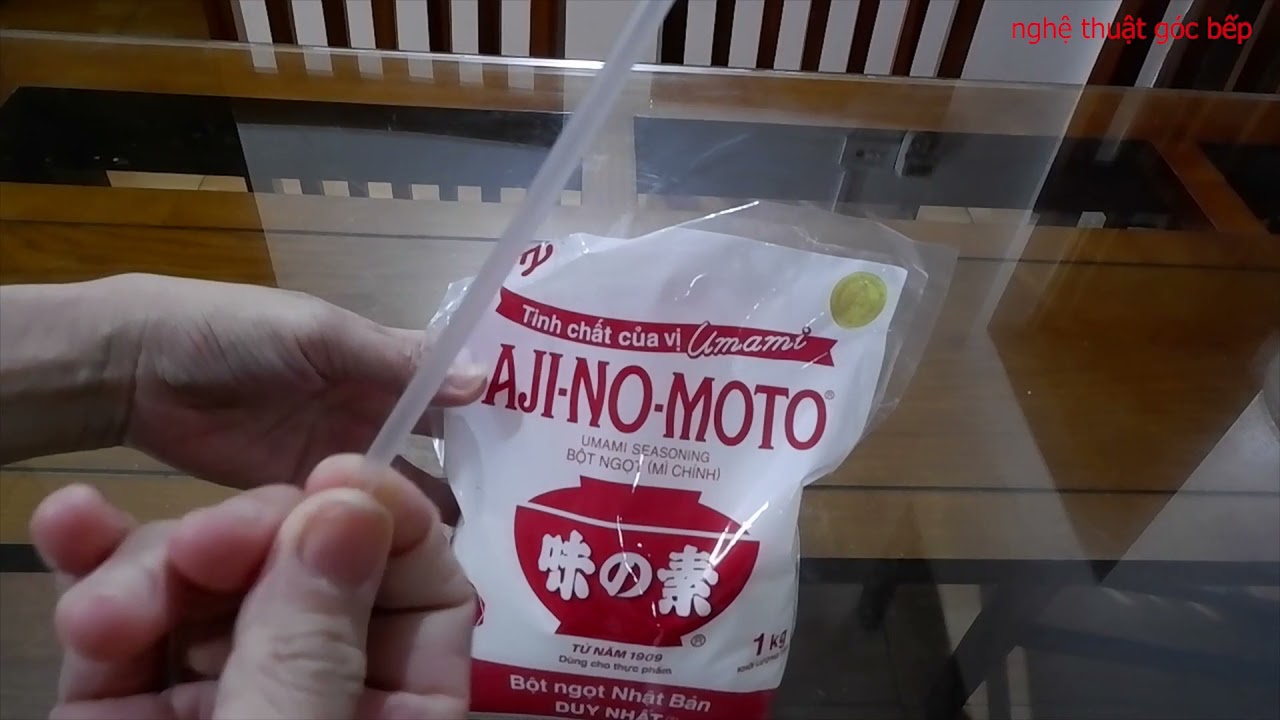 nghệ thuật góc bếp
Tinh chất của vị Umami
AJI-NO-MOTO®
UMAMI SEASONING
BỘT NGỌT (MÌ CHÍNH)
味の素
®
TỪ NĂM 1909
Dùng cho thực phẩm
1 kg
Bột ngọt Nhật Bản
DUY NHẤT